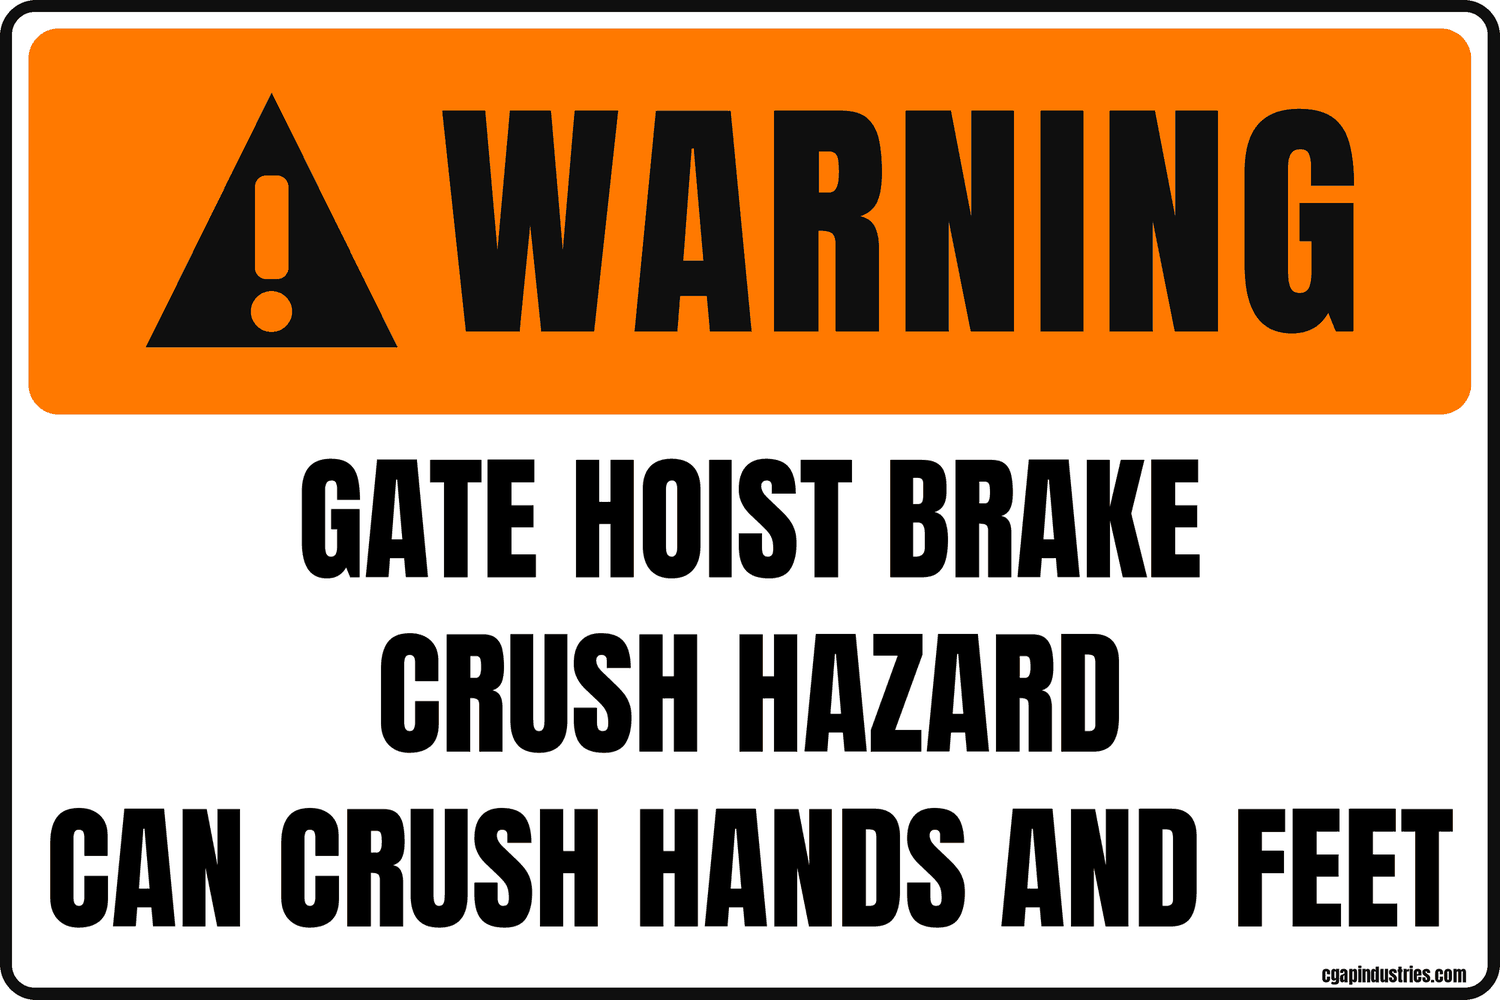 WARNING
GATE HOIST BRAKE
CRUSH HAZARD
CAN CRUSH HANDS AND FEET
cgapindustries.com